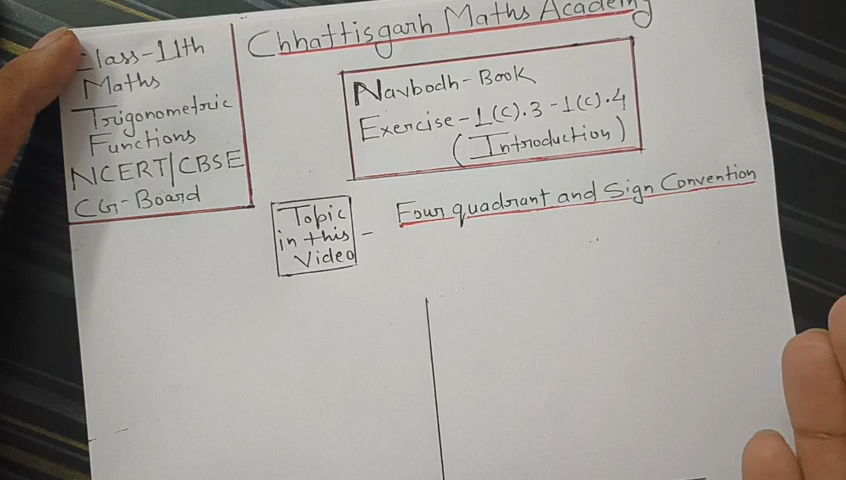 Class-11th
Maths
Trigonometric
Functions
NCERT/CBSE
CG-Board
Chhattisgarh Maths Academy
Navbodh-Book
Exercise-1(c).3-1(c).4
(Introduction)
Topic
in this
Video
- Four quadrant and Sign Convention